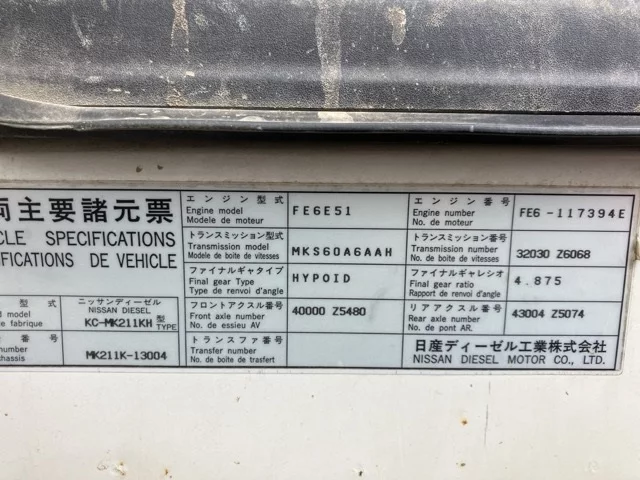 両主要諸元票
CLE SPECIFICATIONS
IFICATIONS DE VEHICLE
型式
d model
de fabrique
ニッサンディーゼル
NISSAN DIESEL
KC-MK211KH 型
TYPE
番号
number
chassis
MK211K-13004
エンジン型式
Engine model
Modele de moteur
FE6E51
エンジン番号
Engine number
No. de moteur
FE6-117394E
トランスミッション型式
Transmission model
Modele de boite de vitesses
MKS60A6AAH
トランスミッション番号
Transmission number
No. de boite de vitesses
32030 Z6068
ファイナルギヤタイプ
Final gear Type
Type de renvoi d'angle
HYPOID
ファイナルギャレシオ
Final gear ratio
Rapport de renvoi d'angle
4.875
フロントアクスル番号
Front axle number
No. de essieu AV
40000 Z5480
リアアクスル番号
Rear axle number
No. de pont AR.
43004 Z5074
トランスファ番号
Transfer number
No. de boite de trasfert
日産ディーゼル工業株式会社
NISSAN DIESEL MOTOR CO., LTD.